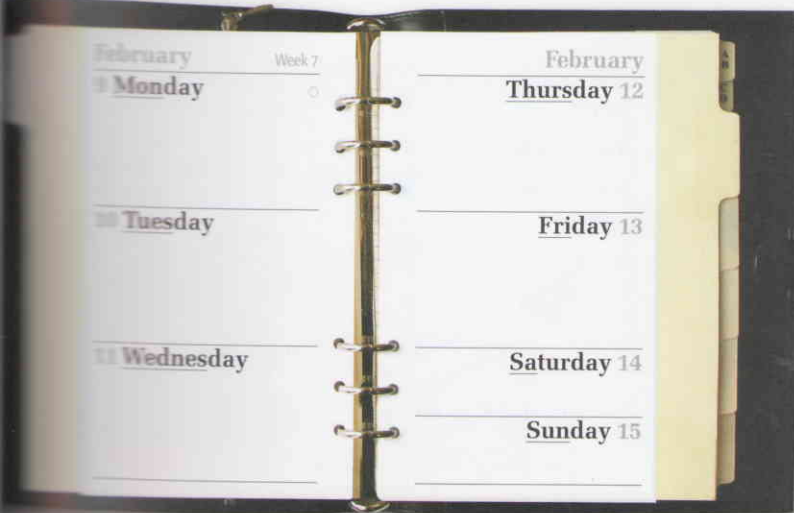 February Week 7
9 Monday
10 Tuesday
11 Wednesday
February
Thursday 12
Friday 13
Saturday 14
Sunday 15